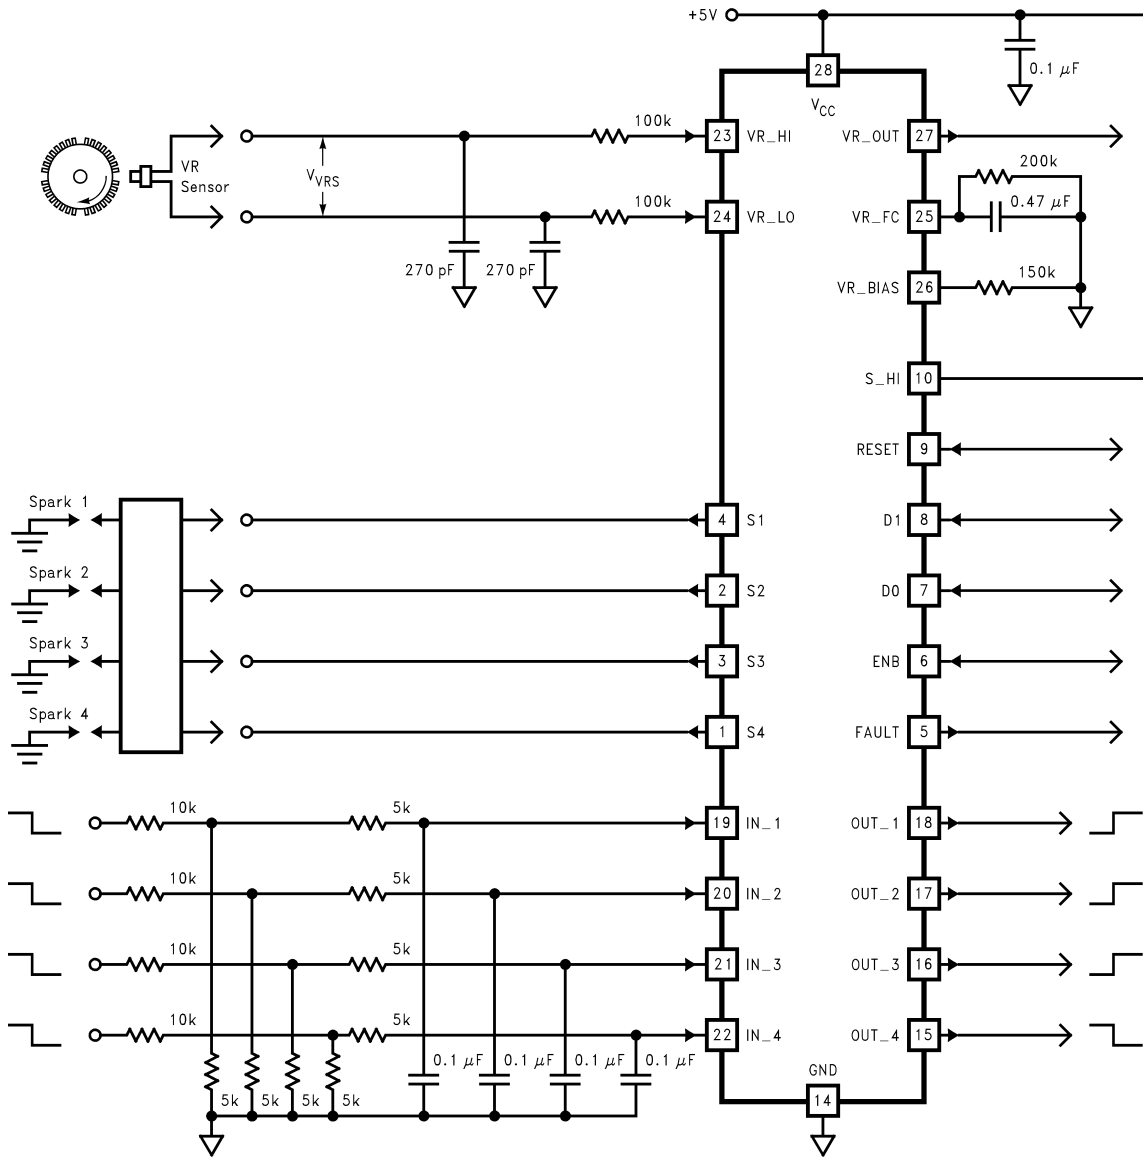 +5V
28
V_CC
0.1 μF
VR
Sensor
V_VRS
100k
23
VR_HI
VR_OUT
27
100k
24
VR_LO
VR_FC
25
200k
0.47 μF
270 pF
270 pF
VR_BIAS
26
150k
S_HI
10
RESET
9
Spark 1
4
S1
D1
8
Spark 2
2
S2
D0
7
Spark 3
3
S3
ENB
6
Spark 4
1
S4
FAULT
5
10k
5k
19
IN_1
OUT_1
18
10k
5k
20
IN_2
OUT_2
17
10k
5k
21
IN_3
OUT_3
16
10k
5k
22
IN_4
OUT_4
15
0.1 μF
0.1 μF
0.1 μF
0.1 μF
5k
5k
5k
5k
GND
14